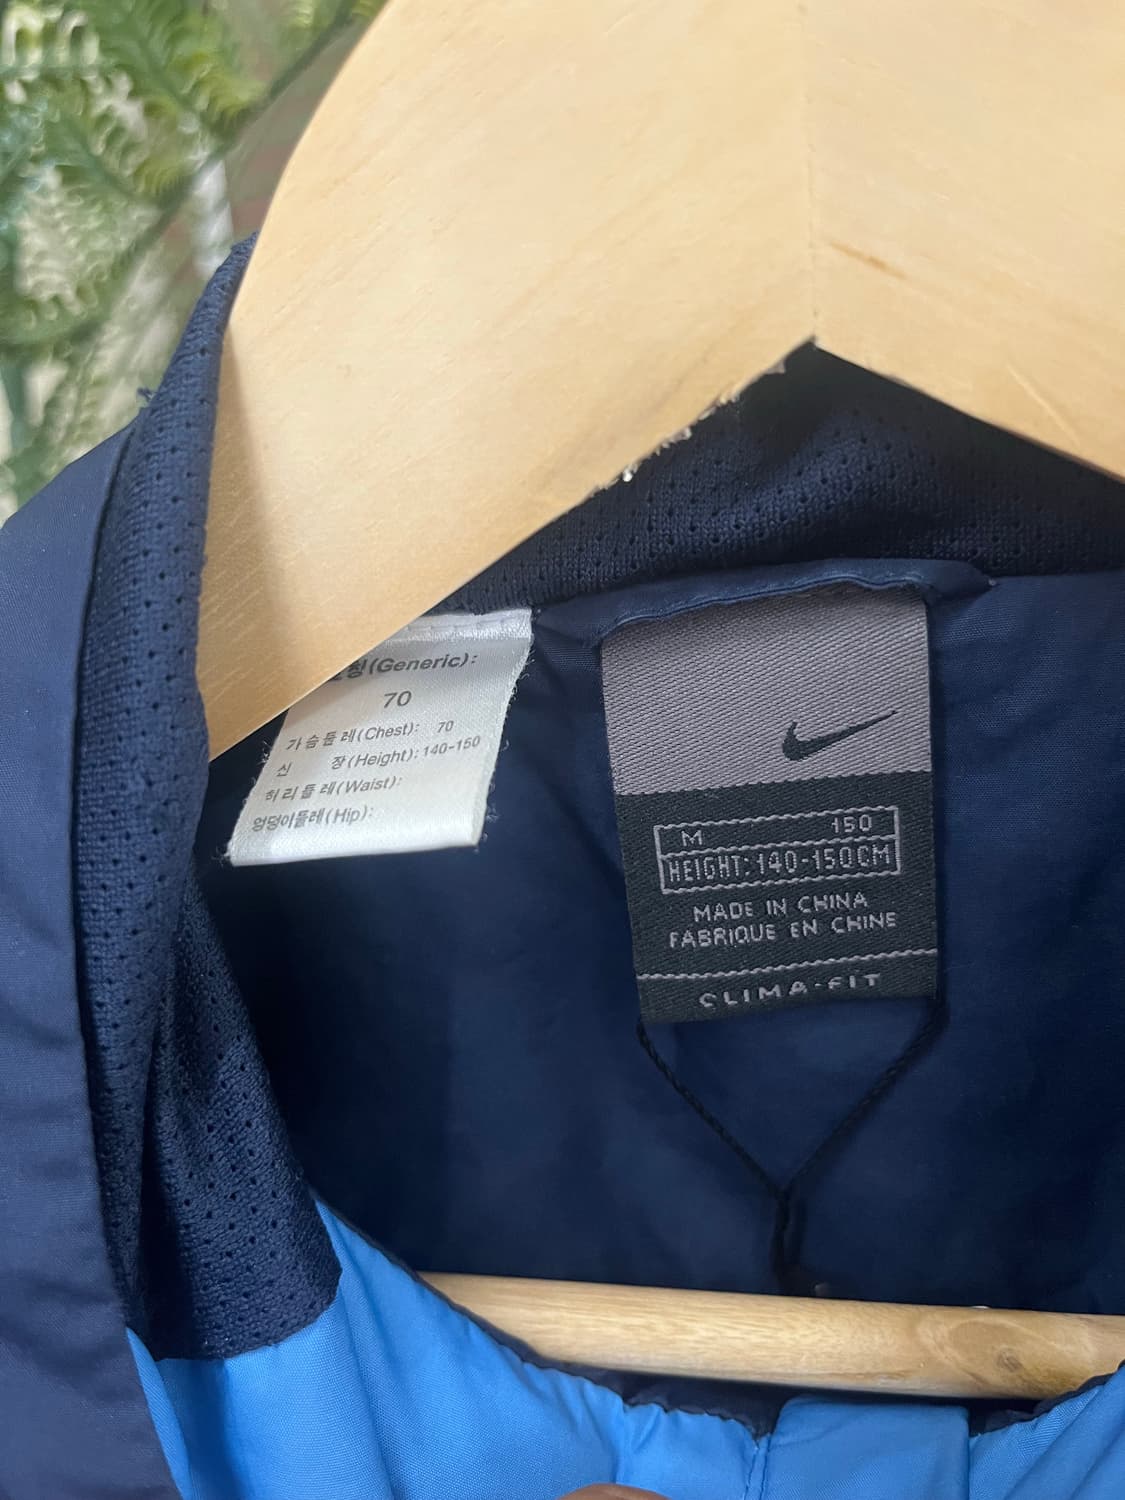 칭(Generic):
70
가슴둘레(Chest): 70
신 장(Height): 140-150
허리둘레(Waist):
엉덩이둘레(Hip):
M 150
HEIGHT: 140-150CM
MADE IN CHINA
FABRIQUE EN CHINE
CLIMA-FIT